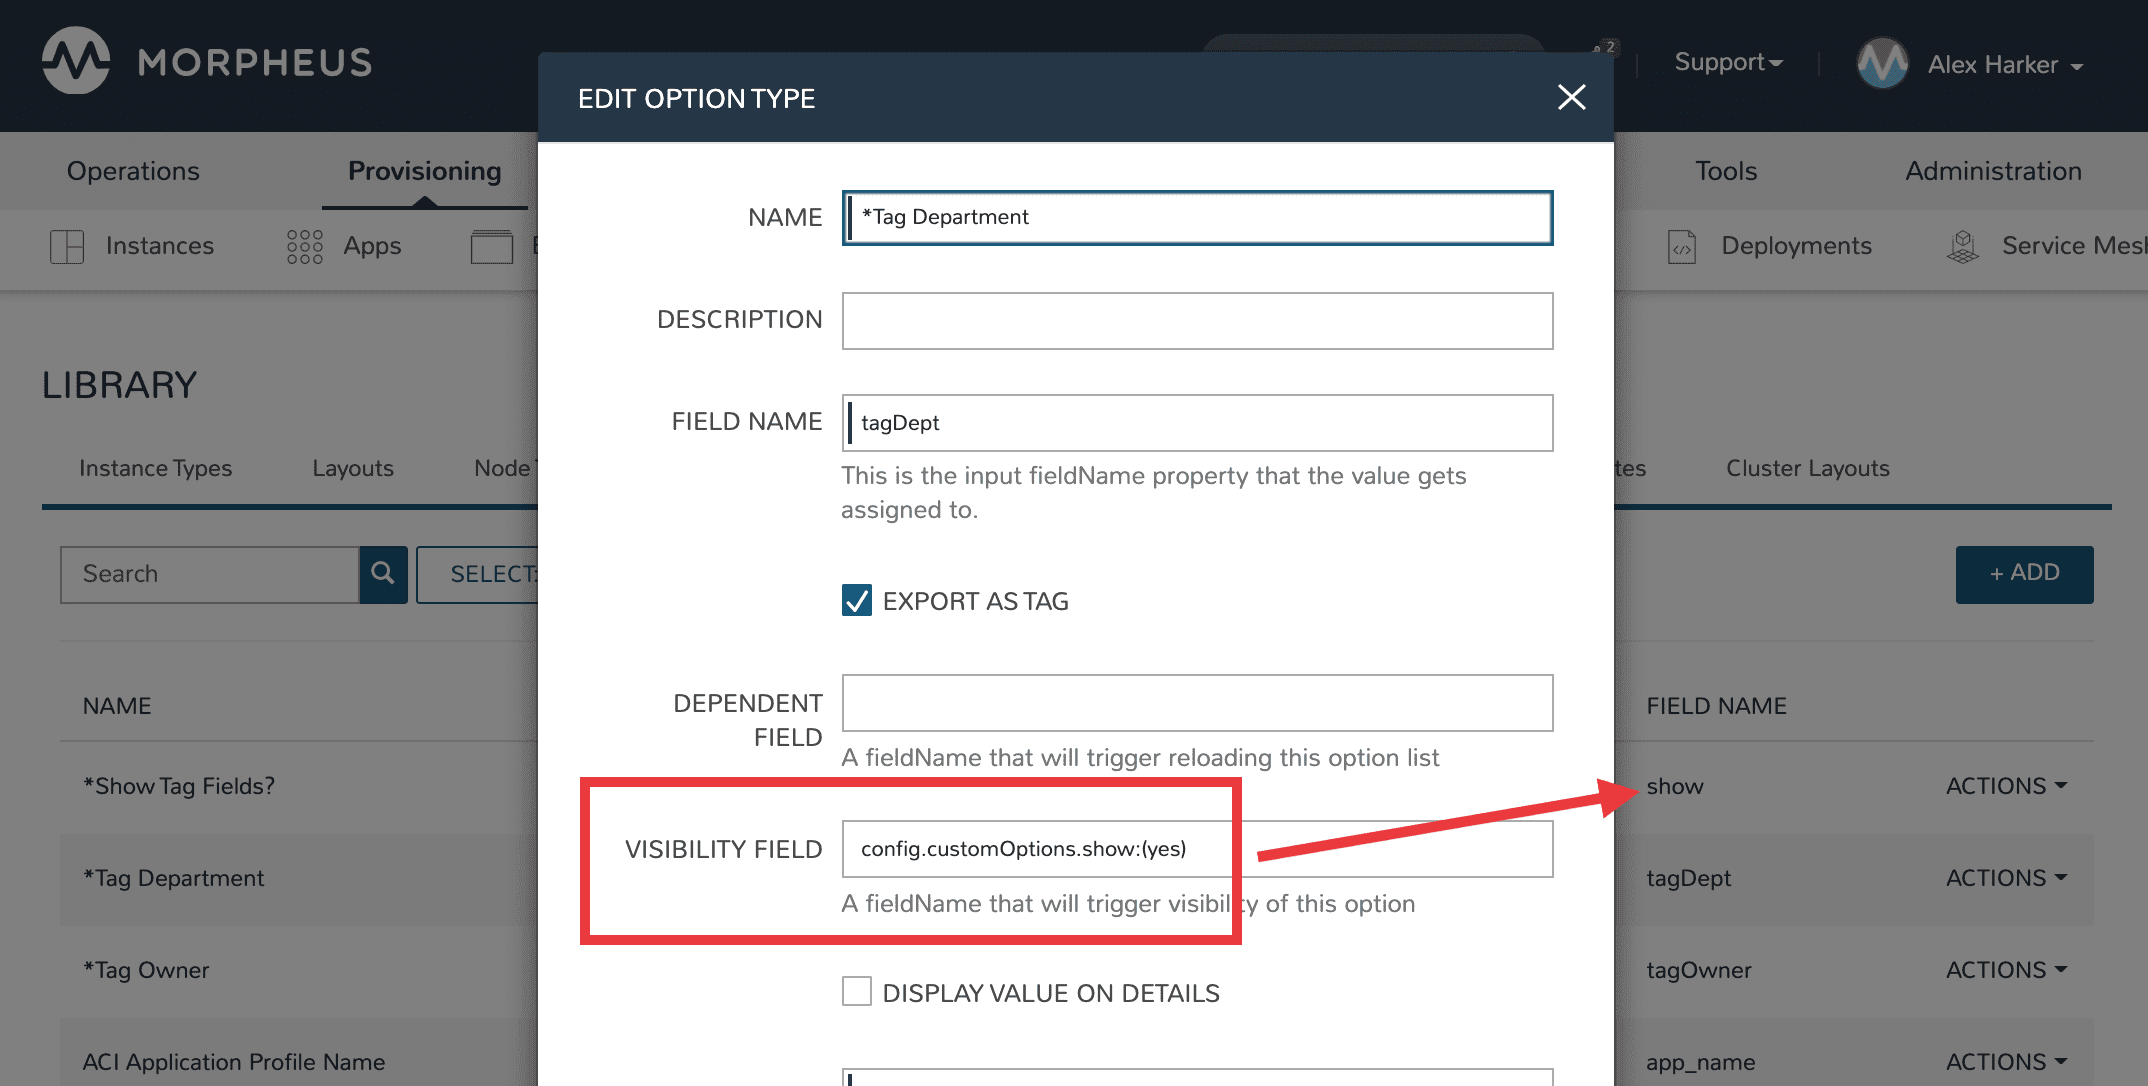 MORPHEUS
2
Support
Alex Harker
EDIT OPTION TYPE
Operations
Provisioning
Tools
Administration
Instances
Apps
Deployments
Service Mesh
NAME
*Tag Department
DESCRIPTION
LIBRARY
FIELD NAME
tagDept
This is the input fieldName property that the value gets
assigned to.
Instance Types
Layouts
Node
Cluster Layouts
Search
SELECT
+ ADD
EXPORT AS TAG
DEPENDENT
FIELD
A fieldName that will trigger reloading this option list
NAME
FIELD NAME
*Show Tag Fields?
show
ACTIONS
VISIBILITY FIELD
config.customOptions.show:(yes)
A fieldName that will trigger visibility of this option
*Tag Department
tagDept
ACTIONS
*Tag Owner
tagOwner
ACTIONS
DISPLAY VALUE ON DETAILS
ACI Application Profile Name
app_name
ACTIONS